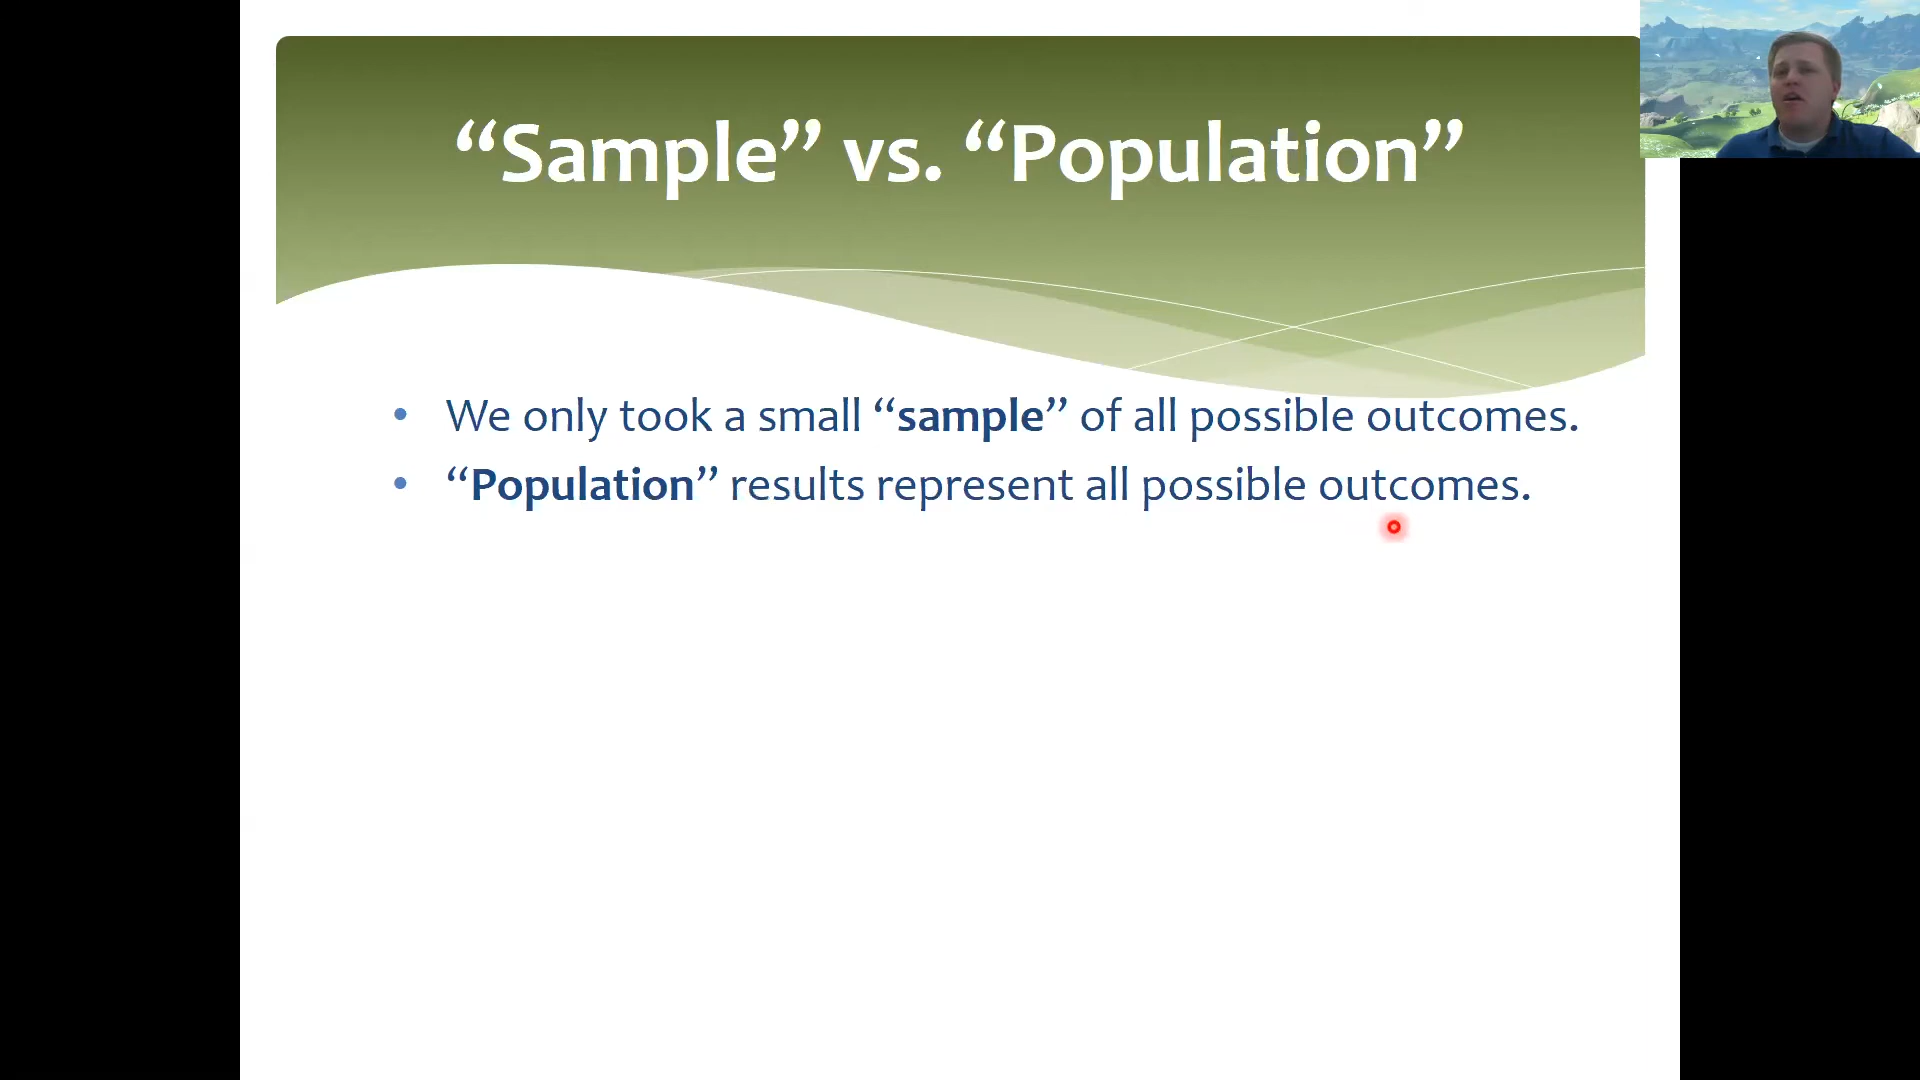 “Sample” vs. “Population”
• We only took a small “sample” of all possible outcomes.
• “Population” results represent all possible outcomes.